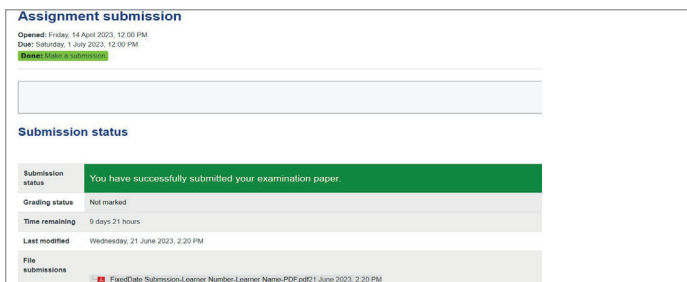 Assignment submission
Opened: Friday, 14 April 2023, 12:00 PM
Due: Saturday, 1 July 2023, 12:00 PM
Done: Make a submission
Submission status
Submission status You have successfully submitted your examination paper.
Grading status Not marked
Time remaining 9 days 21 hours
Last modified Wednesday, 21 June 2023, 2:20 PM
File submissions
FixedDate Submssion-Learner Number-Learner Name-PDF.pdf21 June 2023, 2:20 PM